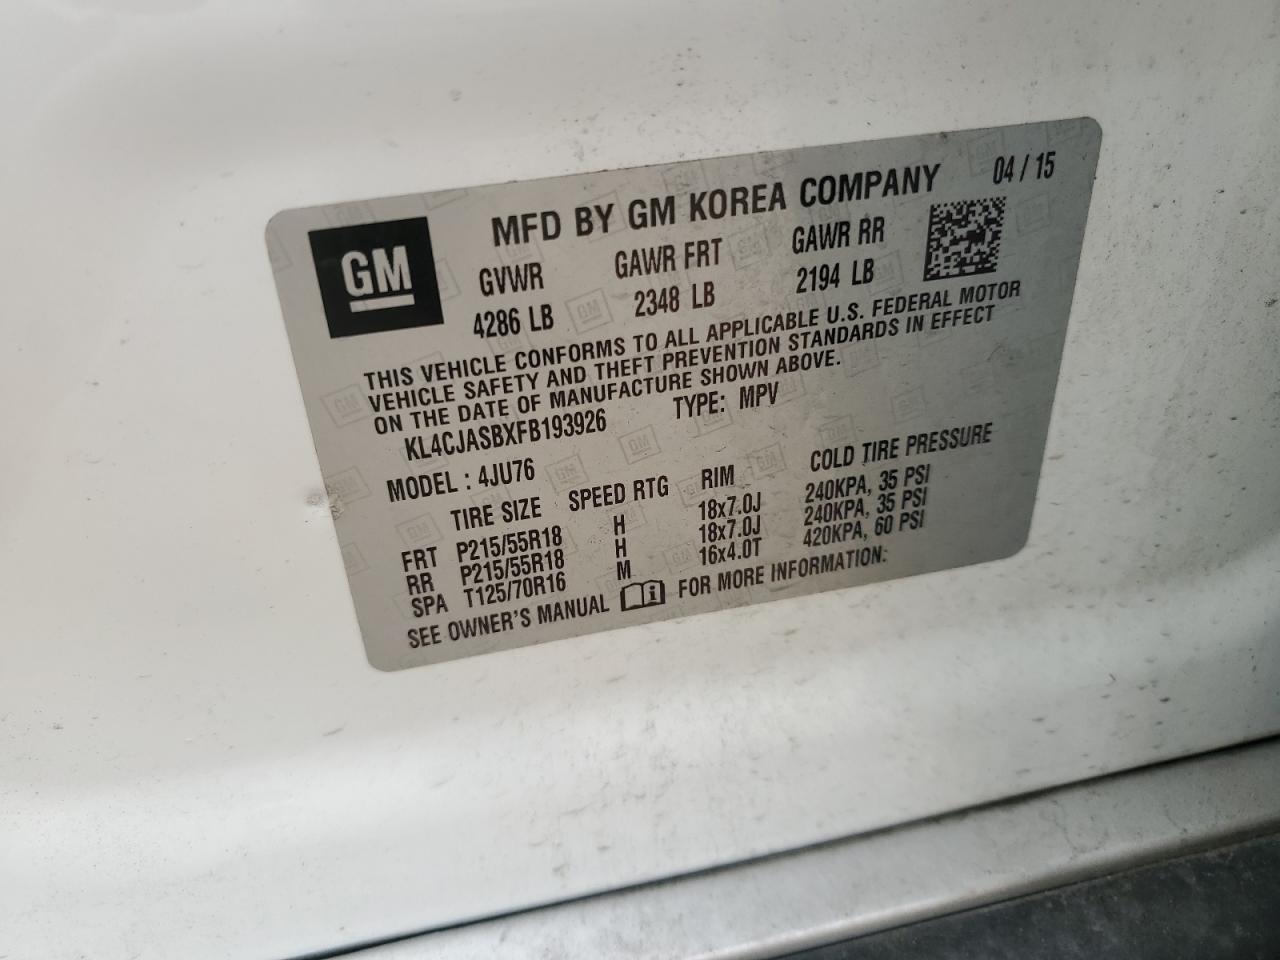 GM
MFD BY GM KOREA COMPANY 04 / 15
GVWR GAWR FRT GAWR RR
4286 LB 2348 LB 2194 LB
THIS VEHICLE CONFORMS TO ALL APPLICABLE U.S. FEDERAL MOTOR
VEHICLE SAFETY AND THEFT PREVENTION STANDARDS IN EFFECT
ON THE DATE OF MANUFACTURE SHOWN ABOVE.
KL4CJASBXFB193926 TYPE: MPV
MODEL : 4JU76
TIRE SIZE SPEED RTG RIM COLD TIRE PRESSURE
FRT P215/55R18 H 18x7.0J 240KPA, 35 PSI
RR P215/55R18 H 18x7.0J 240KPA, 35 PSI
SPA T125/70R16 M 16x4.0T 420KPA, 60 PSI
SEE OWNER'S MANUAL i FOR MORE INFORMATION: